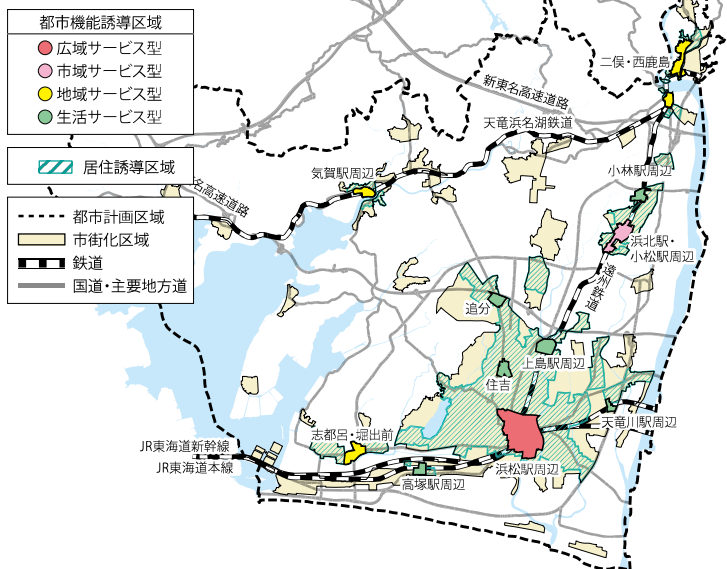 都市機能誘導区域
広域サービス型
市域サービス型
地域サービス型
生活サービス型
居住誘導区域
都市計画区域
市街化区域
鉄道
国道・主要地方道
二俣・西鹿島
新東名高速道路
天竜浜名湖鉄道
気賀駅周辺
小林駅周辺
名高速道路
浜北駅・
小松駅周辺
遠州鉄道
追分
上島駅周辺
住吉
天竜川駅周辺
志都呂・堀出前
JR東海道新幹線
JR東海道本線
浜松駅周辺
高塚駅周辺